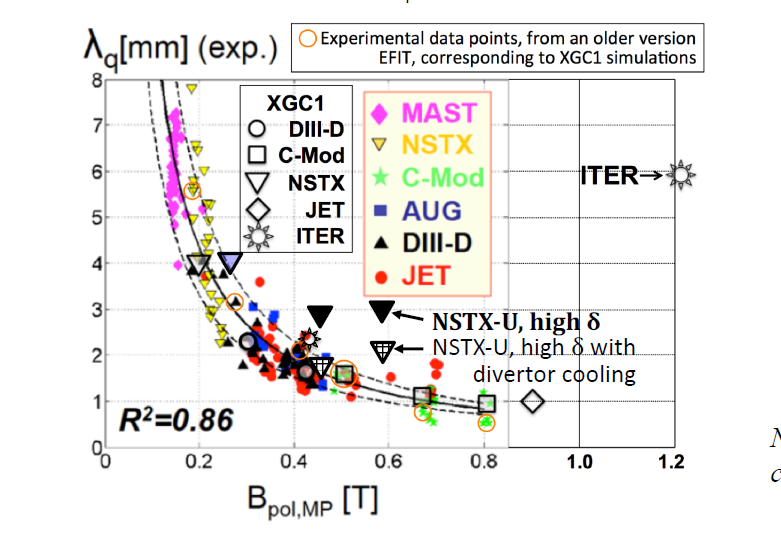 λq[mm] (exp.)
Experimental data points, from an older version
EFIT, corresponding to XGC1 simulations
8
7
6
5
4
3
2
1
0
XGC1
DIII-D
C-Mod
NSTX
JET
ITER
MAST
NSTX
C-Mod
AUG
DIII-D
JET
ITER
NSTX-U, high δ
NSTX-U, high δ with
divertor cooling
R²=0.86
0 0.2 0.4 0.6 0.8 1.0 1.2
Bpol,MP [T]
N
c